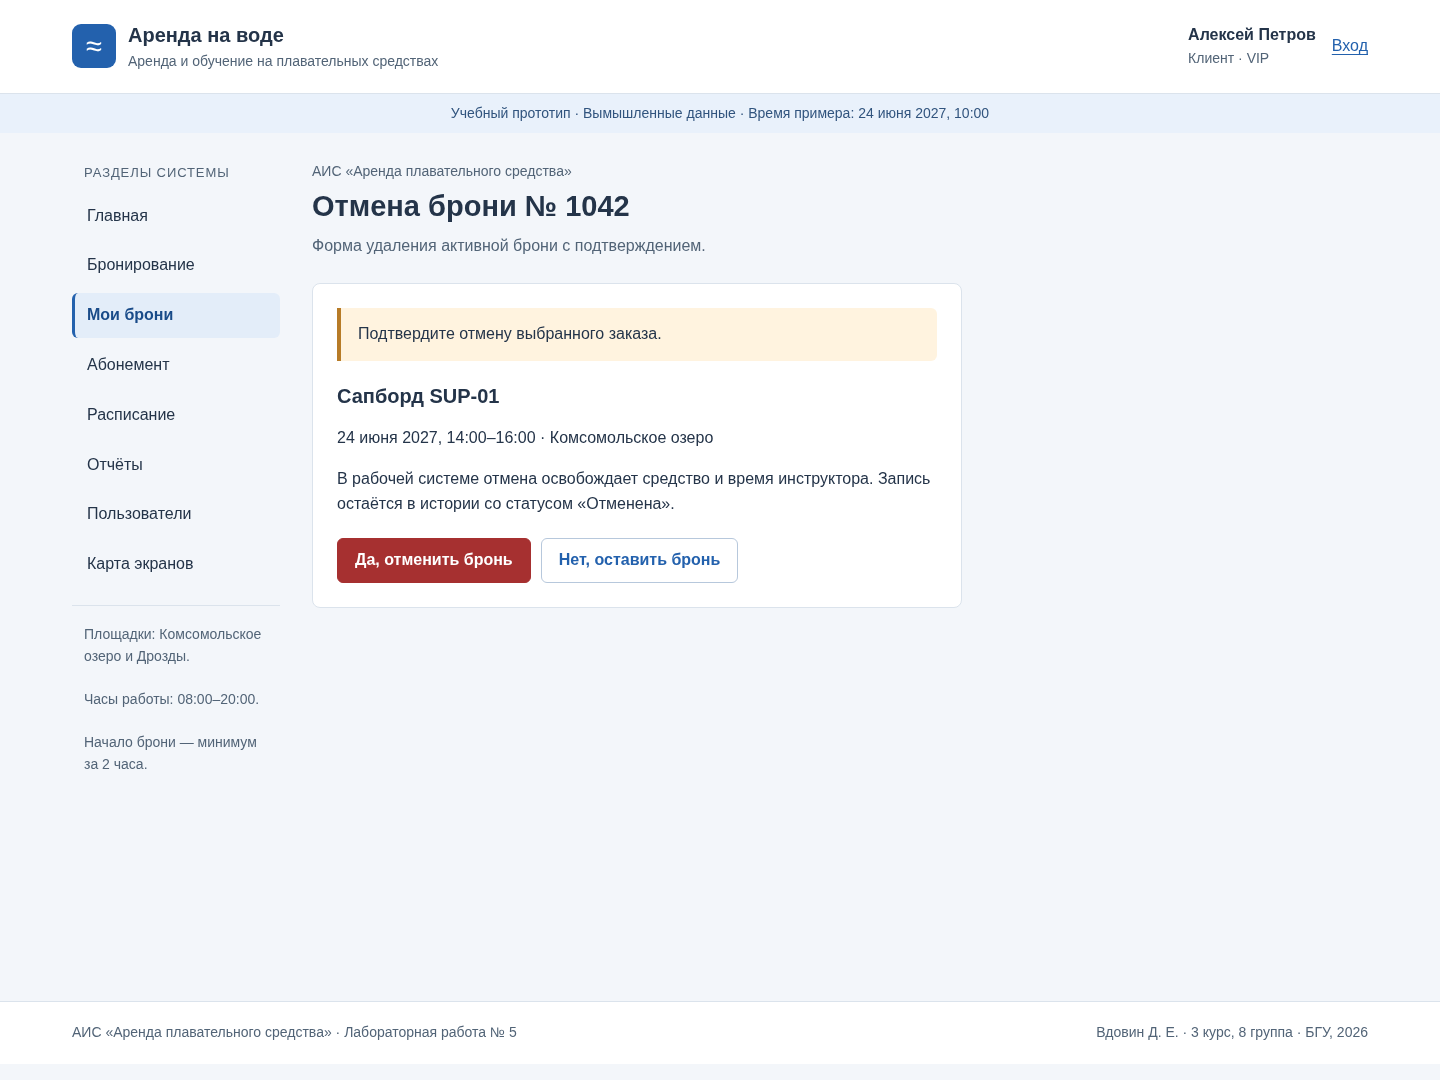 ≈
Аренда на воде
Аренда и обучение на плавательных средствах
Алексей Петров
Клиент · VIP
Вход
Учебный прототип · Вымышленные данные · Время примера: 24 июня 2027, 10:00
РАЗДЕЛЫ СИСТЕМЫ
Главная
Бронирование
Мои брони
Абонемент
Расписание
Отчёты
Пользователи
Карта экранов
Площадки: Комсомольское
озеро и Дрозды.
Часы работы: 08:00–20:00.
Начало брони — минимум
за 2 часа.
АИС «Аренда плавательного средства»
Отмена брони № 1042
Форма удаления активной брони с подтверждением.
Подтвердите отмену выбранного заказа.
Сапборд SUP-01
24 июня 2027, 14:00–16:00 · Комсомольское озеро
В рабочей системе отмена освобождает средство и время инструктора. Запись
остаётся в истории со статусом «Отменена».
Да, отменить бронь
Нет, оставить бронь
АИС «Аренда плавательного средства» · Лабораторная работа № 5
Вдовин Д. Е. · 3 курс, 8 группа · БГУ, 2026